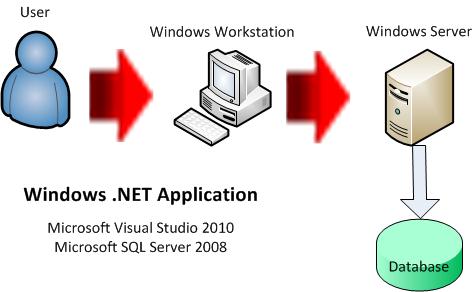 User
Windows Workstation
Windows Server
Windows .NET Application
Microsoft Visual Studio 2010
Microsoft SQL Server 2008
Database